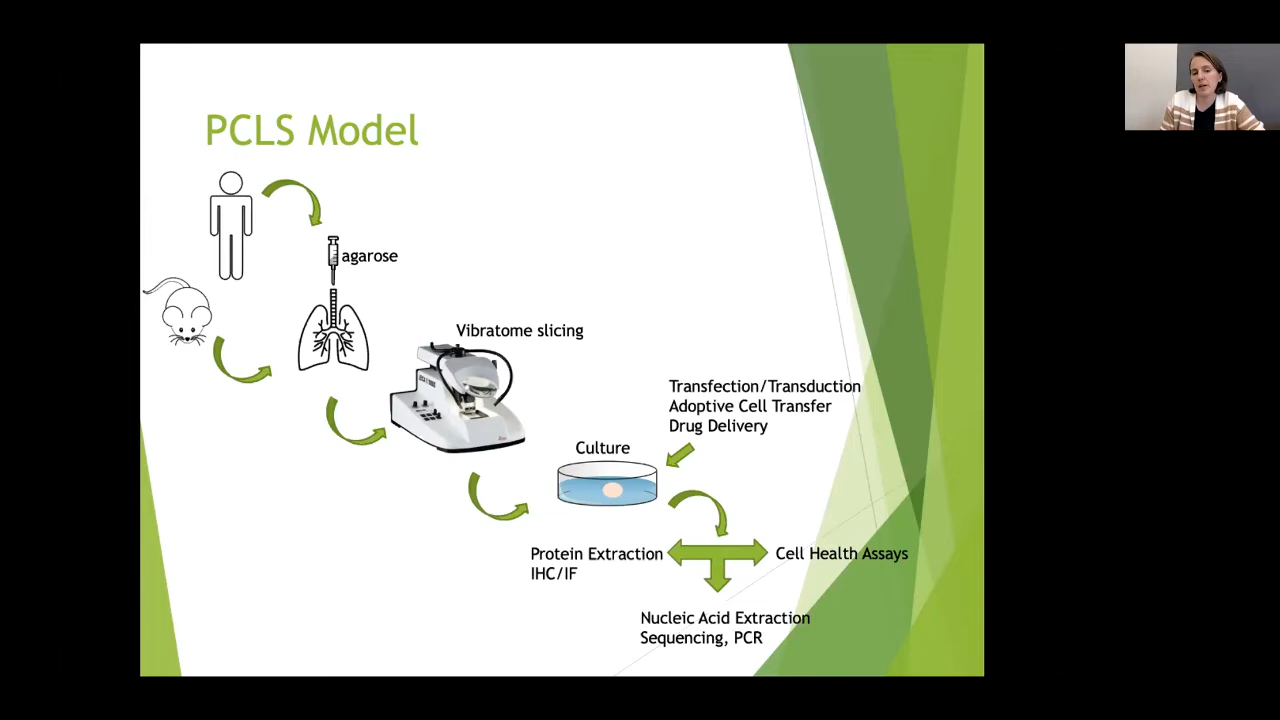 PCLS Model
agarose
Vibratome slicing
Transfection/Transduction
Adoptive Cell Transfer
Drug Delivery
Culture
Protein Extraction
IHC/IF
Cell Health Assays
Nucleic Acid Extraction
Sequencing, PCR